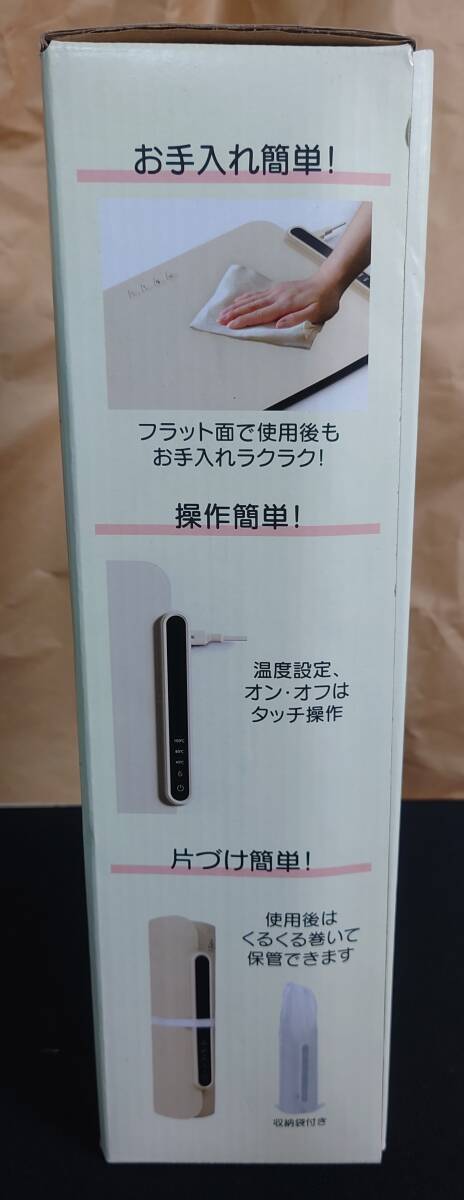 お手入れ簡単!
フラット面で使用後も
お手入れラクラク!
操作簡単!
100℃
80℃
温度設定、
オン・オフは
タッチ操作
片づけ簡単!
使用後は
くるくる巻いて
保管できます
収納袋付き